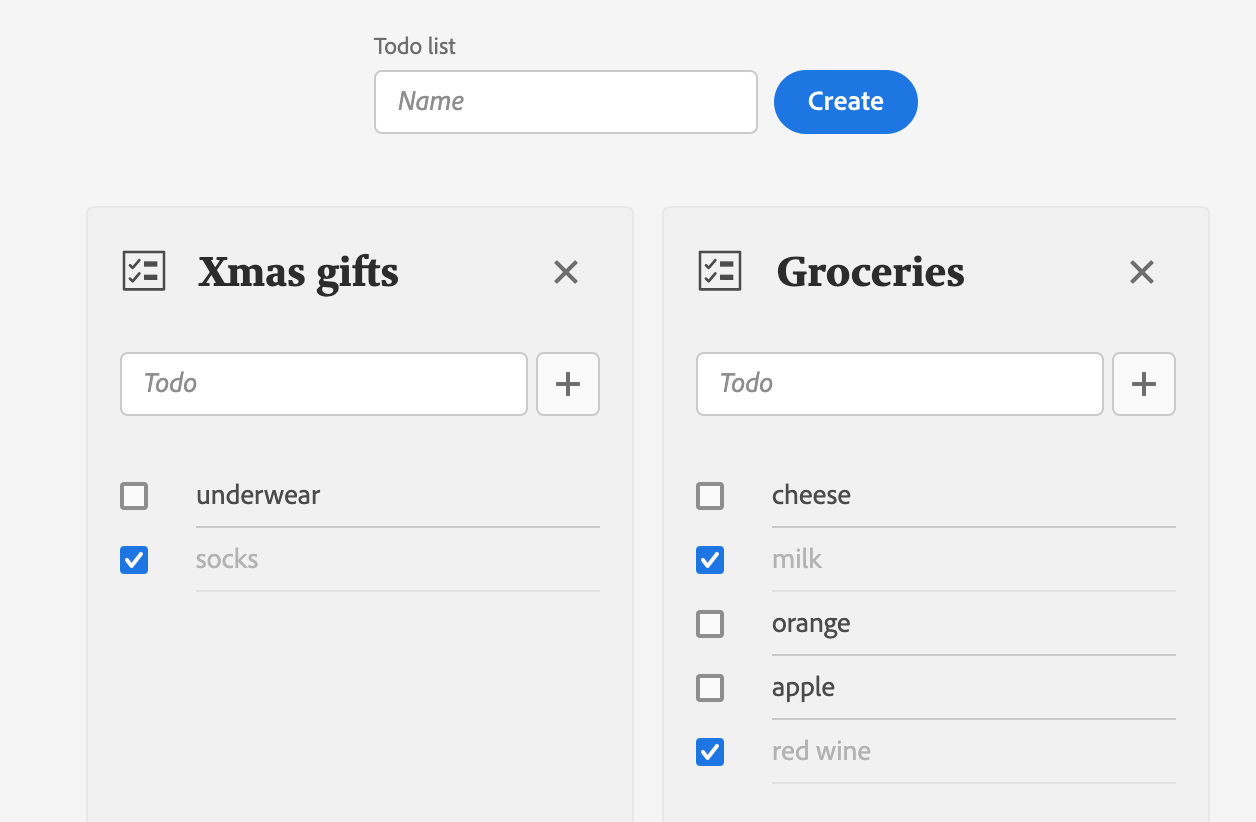 Todo list
Name
Create
Xmas gifts
Todo
underwear
socks
Groceries
Todo
cheese
milk
orange
apple
red wine